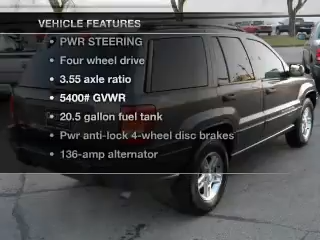 VEHICLE FEATURES
• PWR STEERING
• Four wheel drive
• 3.55 axle ratio
• 5400# GVWR
• 20.5 gallon fuel tank
• Pwr anti-lock 4-wheel disc brakes
• 136-amp alternator